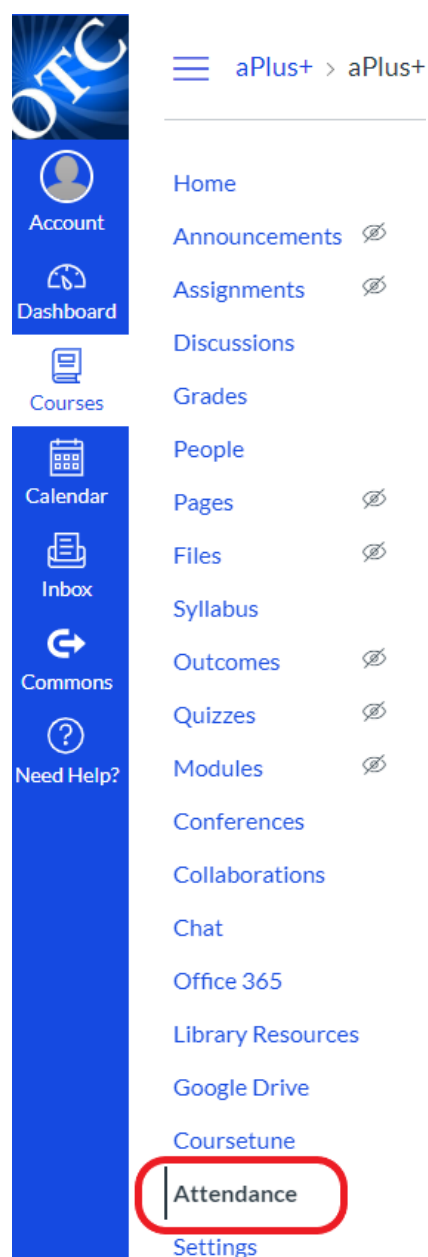 OTC
aPlus+ > aPlus+
Account
Dashboard
Courses
Calendar
Inbox
Commons
Need Help?
Home
Announcements
Assignments
Discussions
Grades
People
Pages
Files
Syllabus
Outcomes
Quizzes
Modules
Conferences
Collaborations
Chat
Office 365
Library Resources
Google Drive
Coursetune
Attendance
Settings